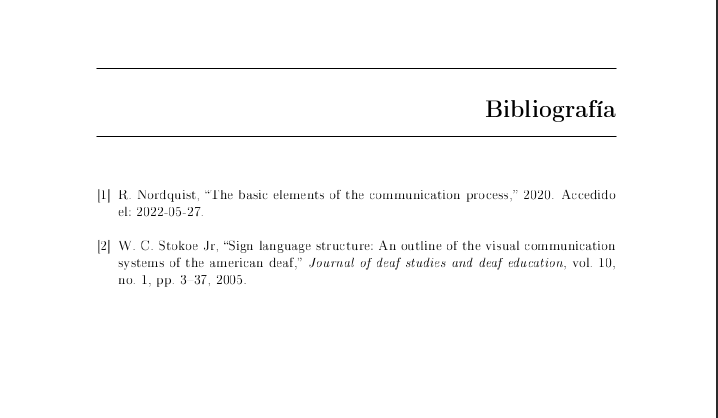 Bibliografía
[1] R. Nordquist, “The basic elements of the communication process,” 2020. Accedido
el: 2022-05-27.
[2] W. C. Stokoe Jr, “Sign language structure: An outline of the visual communication
systems of the american deaf,” Journal of deaf studies and deaf education, vol. 10,
no. 1, pp. 3–37, 2005.